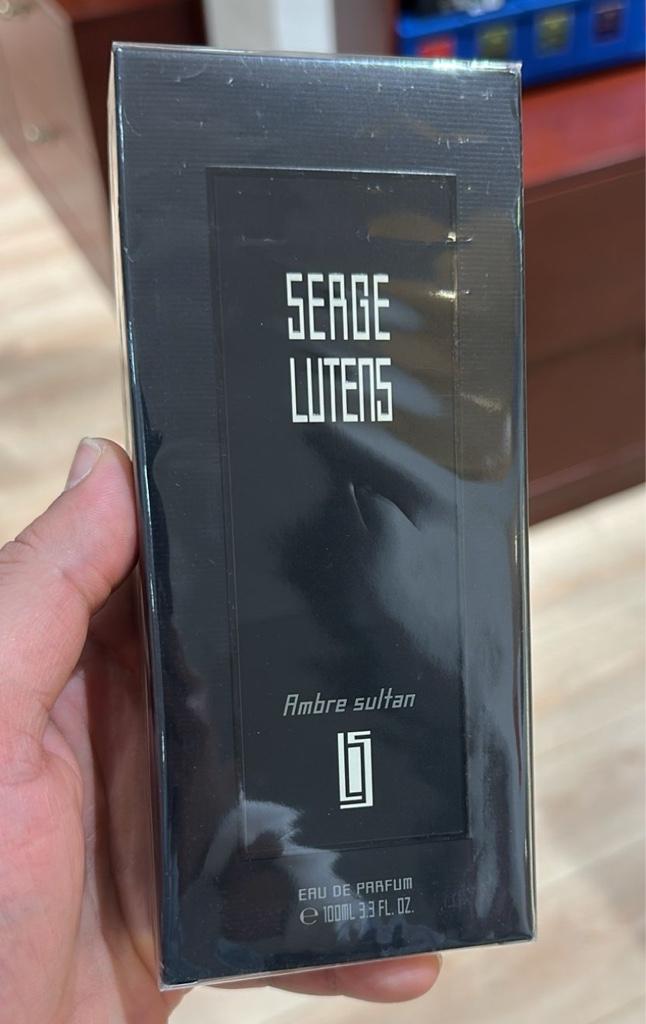 SERGE
LUTENS
Ambre sultan
EAU DE PARFUM
℮ 100ML 3.3 FL. OZ.